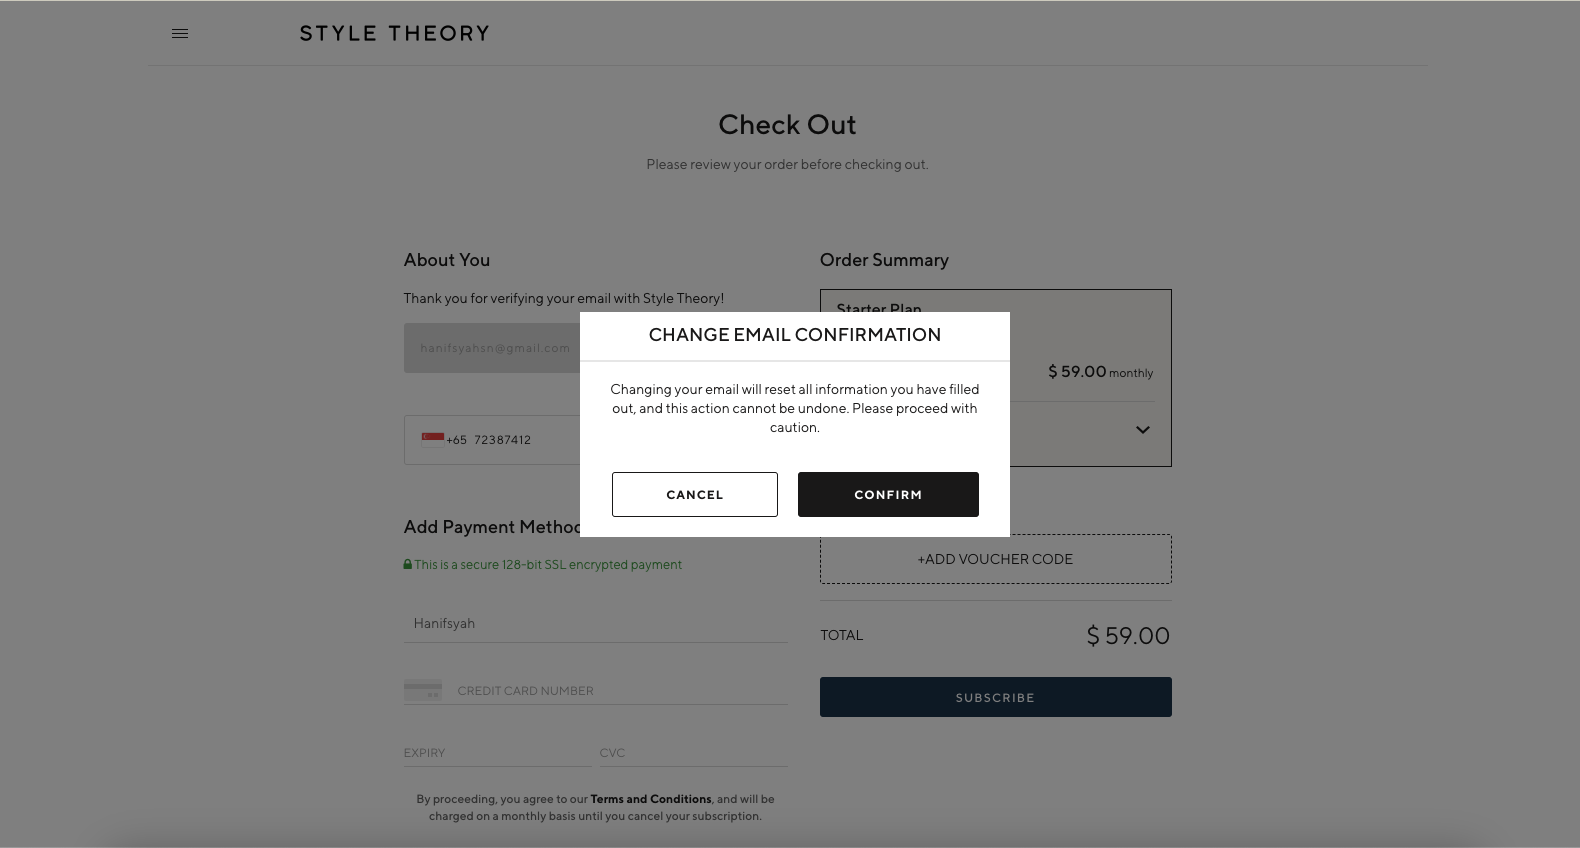 STYLE THEORY
Check Out
Please review your order before checking out.
About You
Thank you for verifying your email with Style Theory!
hanifsyahsn@gmail.com
+65 72387412
Add Payment Method
This is a secure 128-bit SSL encrypted payment
Hanifsyah
CREDIT CARD NUMBER
EXPIRY CVC
By proceeding, you agree to our Terms and Conditions, and will be
charged on a monthly basis until you cancel your subscription.
Order Summary
Starter Plan
$ 59.00 monthly
+ADD VOUCHER CODE
TOTAL $ 59.00
SUBSCRIBE
CHANGE EMAIL CONFIRMATION
Changing your email will reset all information you have filled
out, and this action cannot be undone. Please proceed with
caution.
CANCEL CONFIRM